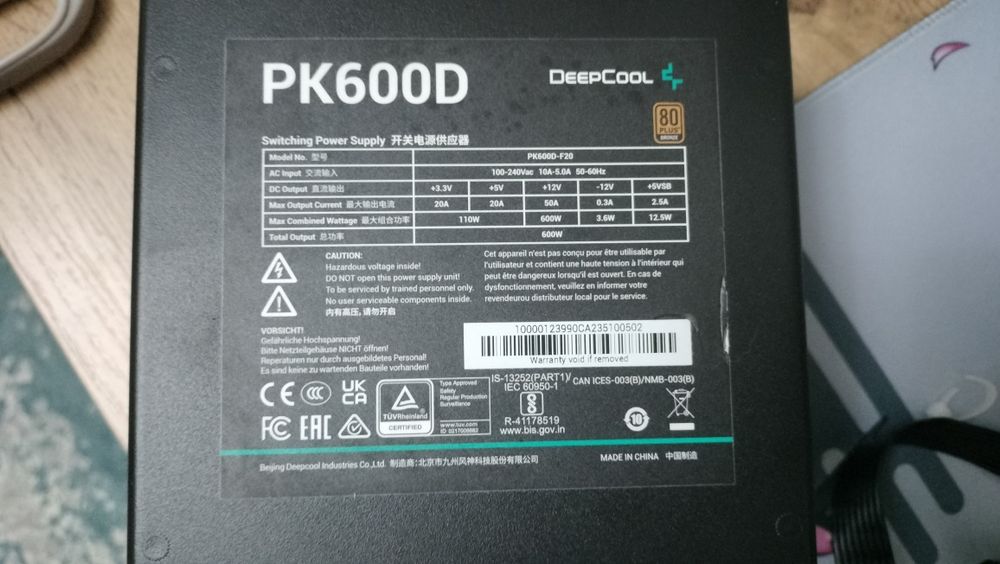 PK600D
DEEPCOOL
80
PLUS
BRONZE
Switching Power Supply 开关电源供应器
Model No. 型号 PK600D-F20
AC Input 交流输入 100-240Vac 10A-5.0A 50-60Hz
DC Output 直流输出 +3.3V +5V +12V -12V +5VSB
Max Output Current 最大输出电流 20A 20A 50A 0.3A 2.5A
Max Combined Wattage 最大组合功率 110W 600W 3.6W 12.5W
Total Output 总功率 600W
CAUTION:
Hazardous voltage inside!
DO NOT open this power supply unit!
To be serviced by trained personnel only.
No user serviceable components inside.
内有高压, 请勿开启
Cet appareil n'est pas conçu pour être utilisable par
l'utilisateur et contient une haute tension à l'intérieur qui
peut être dangereux lorsqu'il est ouvert. En cas de
dysfonctionement, veuillez en informer votre
revendeurou distributeur local pour le service.
VORSICHT!
Gefährliche Hochspannung!
Bitte Netzteilgehäuse NICHT öffnen!
Reperaturen nur durch ausgebildetes Personal!
Es sind keine zu wartenden Bauteile vorhanden!
10000123990CA235100502
Warranty void if removed
CE CCC UK CA
FC EAC
TÜVRheinland
CERTIFIED
Type Approved
Safety
Regular Production
Surveillance
www.tuv.com
ID 0217006882
IS-13252(PART1)/
IEC 60950-1
R-41178519
www.bis.gov.in
CAN ICES-003(B)/NMB-003(B)
10
Beijing Deepcool Industries Co.,Ltd. 制造商:北京市九州风神科技股份有限公司
MADE IN CHINA 中国制造